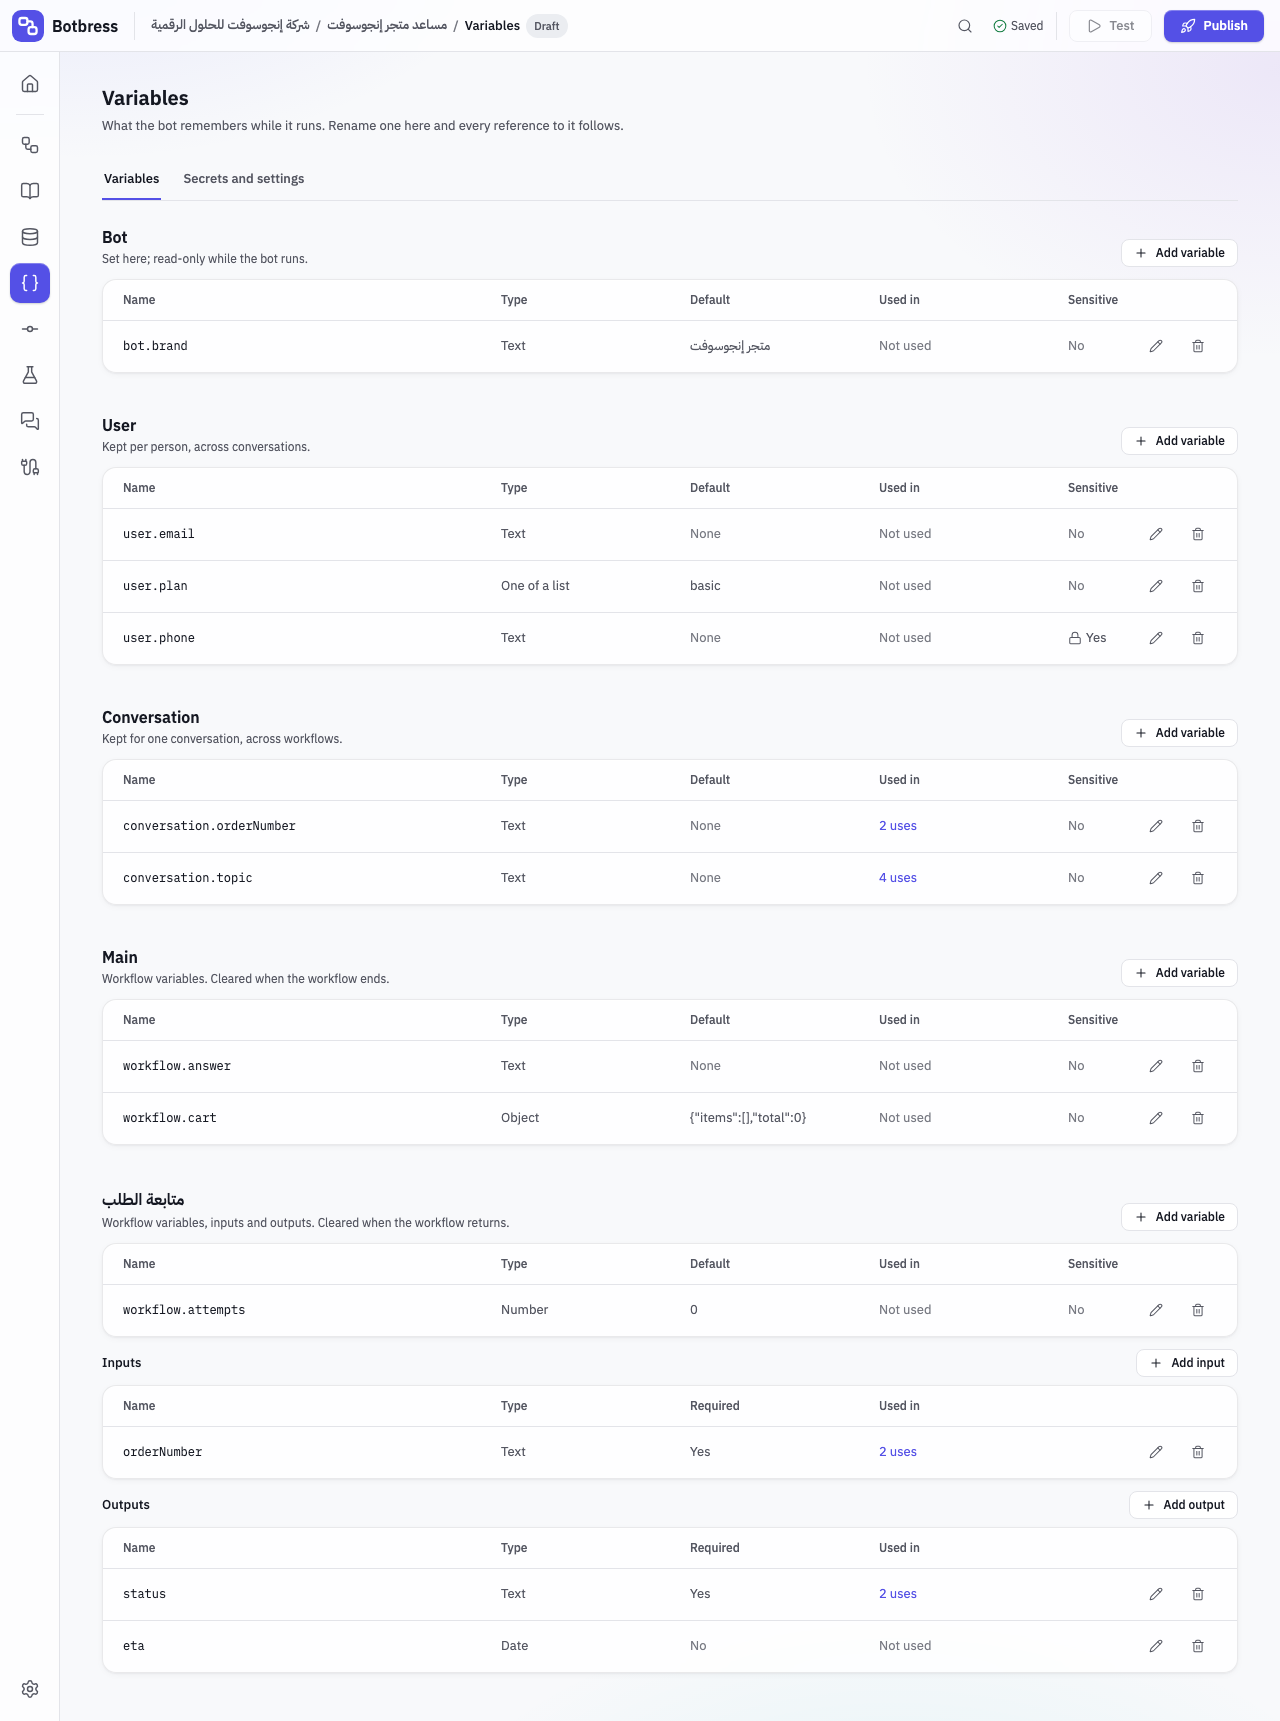 Botbress
شركة إنجوسوفت للحلول الرقمية / مساعد متجر إنجوسوفت / Variables Draft
Saved
Test
Publish
Variables
What the bot remembers while it runs. Rename one here and every reference to it follows.
Variables Secrets and settings
Bot
Set here; read-only while the bot runs.
+ Add variable
Name Type Default Used in Sensitive
bot.brand Text متجر إنجوسوفت Not used No
User
Kept per person, across conversations.
+ Add variable
Name Type Default Used in Sensitive
user.email Text None Not used No
user.plan One of a list basic Not used No
user.phone Text None Not used Yes
Conversation
Kept for one conversation, across workflows.
+ Add variable
Name Type Default Used in Sensitive
conversation.orderNumber Text None 2 uses No
conversation.topic Text None 4 uses No
Main
Workflow variables. Cleared when the workflow ends.
+ Add variable
Name Type Default Used in Sensitive
workflow.answer Text None Not used No
workflow.cart Object {"items":[],"total":0} Not used No
متابعة الطلب
Workflow variables, inputs and outputs. Cleared when the workflow returns.
+ Add variable
Name Type Default Used in Sensitive
workflow.attempts Number 0 Not used No
Inputs
+ Add input
Name Type Required Used in
orderNumber Text Yes 2 uses
Outputs
+ Add output
Name Type Required Used in
status Text Yes 2 uses
eta Date No Not used